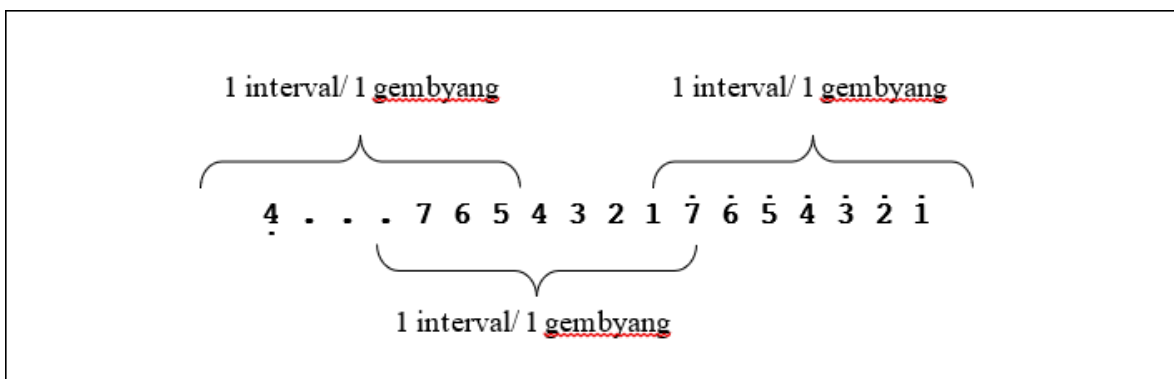 1 interval/ 1 gembyang 1 interval/ 1 gembyang
4̣ . . . 7 6 5 4 3 2 1 7̇ 6̇ 5̇ 4̇ 3̇ 2̇ 1̇
1 interval/ 1 gembyang